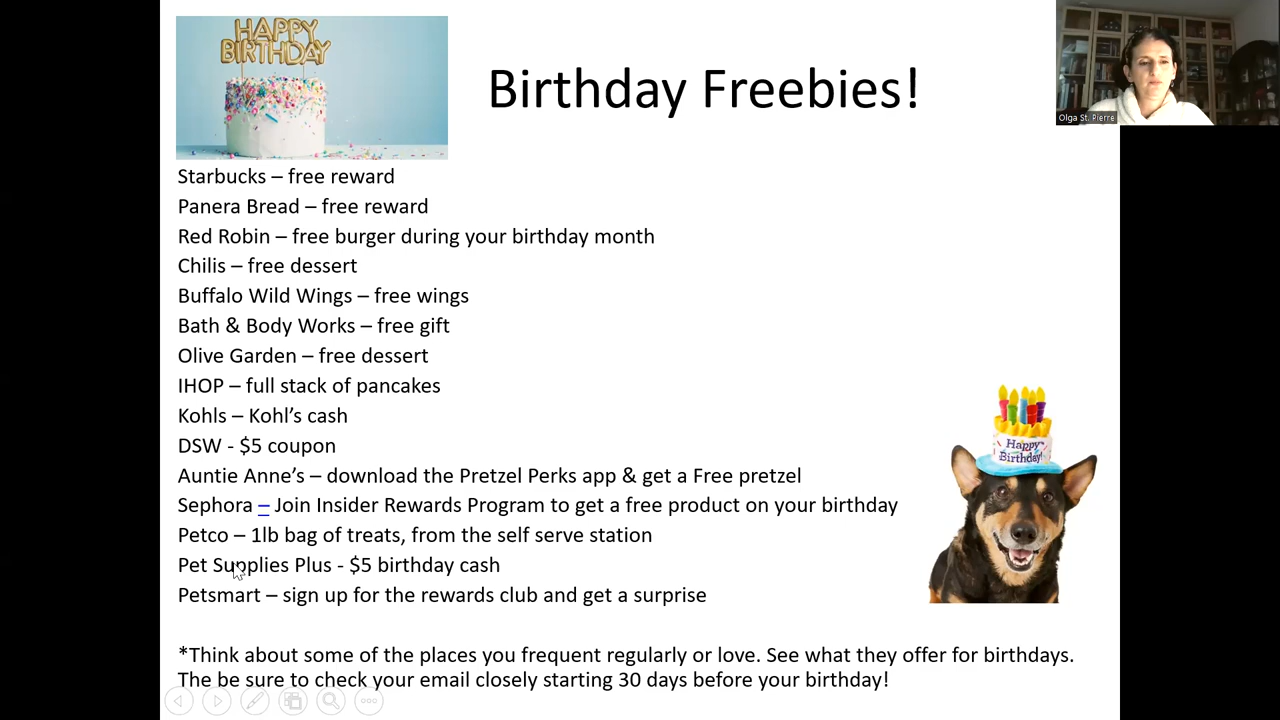 HAPPY
BIRTHDAY
Birthday Freebies!
Olga St. Pierre
Starbucks – free reward
Panera Bread – free reward
Red Robin – free burger during your birthday month
Chilis – free dessert
Buffalo Wild Wings – free wings
Bath & Body Works – free gift
Olive Garden – free dessert
IHOP – full stack of pancakes
Kohls – Kohl’s cash
DSW - $5 coupon
Auntie Anne’s – download the Pretzel Perks app & get a Free pretzel
Sephora – Join Insider Rewards Program to get a free product on your birthday
Petco – 1lb bag of treats, from the self serve station
Pet Supplies Plus - $5 birthday cash
Petsmart – sign up for the rewards club and get a surprise
Happy
Birthday!
*Think about some of the places you frequent regularly or love. See what they offer for birthdays.
The be sure to check your email closely starting 30 days before your birthday!